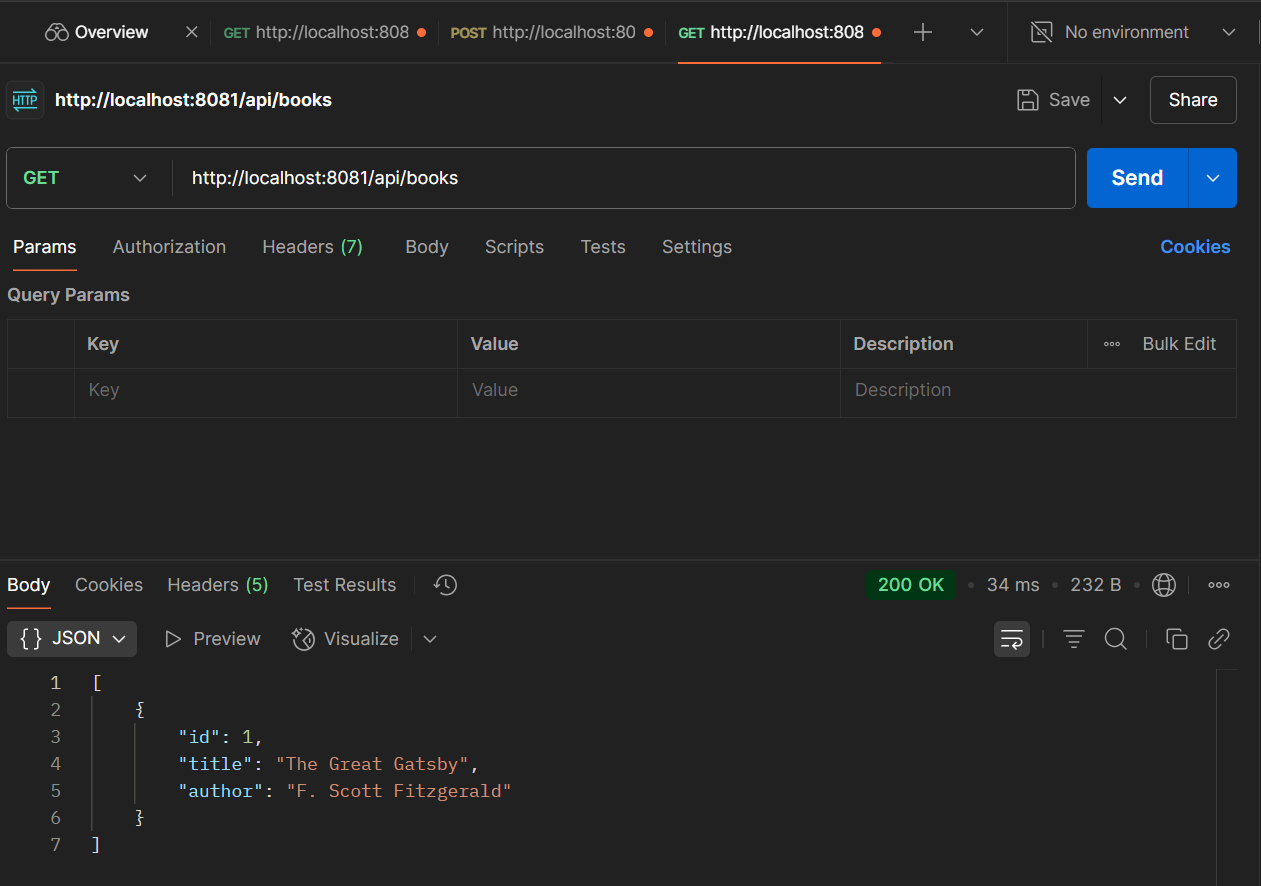 Overview GET http://localhost:808 POST http://localhost:80 GET http://localhost:808 No environment
HTTP http://localhost:8081/api/books Save Share
GET http://localhost:8081/api/books Send
Params Authorization Headers (7) Body Scripts Tests Settings Cookies
Query Params
Key Value Description Bulk Edit
Key Value Description
Body Cookies Headers (5) Test Results 200 OK • 34 ms • 232 B •
{} JSON Preview Visualize
1 [
2 {
3 "id": 1,
4 "title": "The Great Gatsby",
5 "author": "F. Scott Fitzgerald"
6 }
7 ]